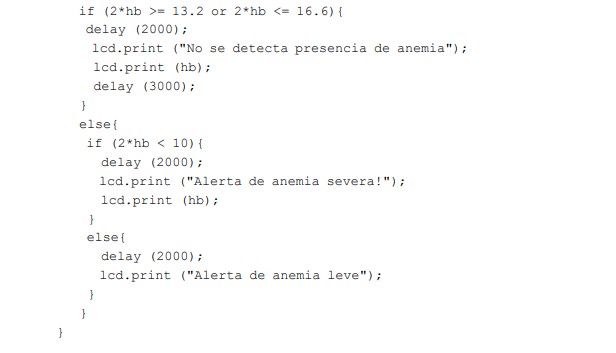 if (2*hb >= 13.2 or 2*hb <= 16.6){
delay (2000);
lcd.print ("No se detecta presencia de anemia");
lcd.print (hb);
delay (3000);
}
else{
if (2*hb < 10){
delay (2000);
lcd.print ("Alerta de anemia severa!");
lcd.print (hb);
}
else{
delay (2000);
lcd.print ("Alerta de anemia leve");
}
}
}